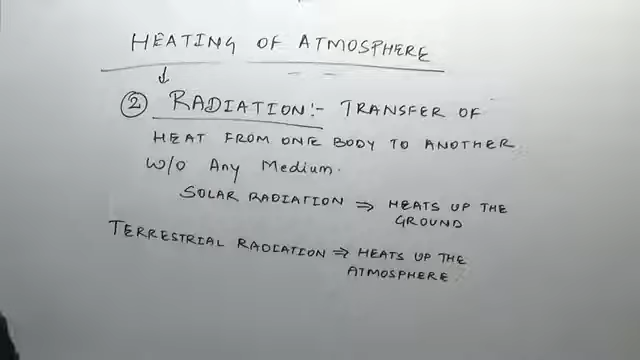 HEATING OF ATMOSPHERE
② RADIATION:- TRANSFER OF
HEAT FROM ONE BODY TO ANOTHER
W/O Any Medium.
SOLAR RADIATION ⇒ HEATS UP THE
GROUND
TERRESTRIAL RADIATION ⇒ HEATS UP THE
ATMOSPHERE